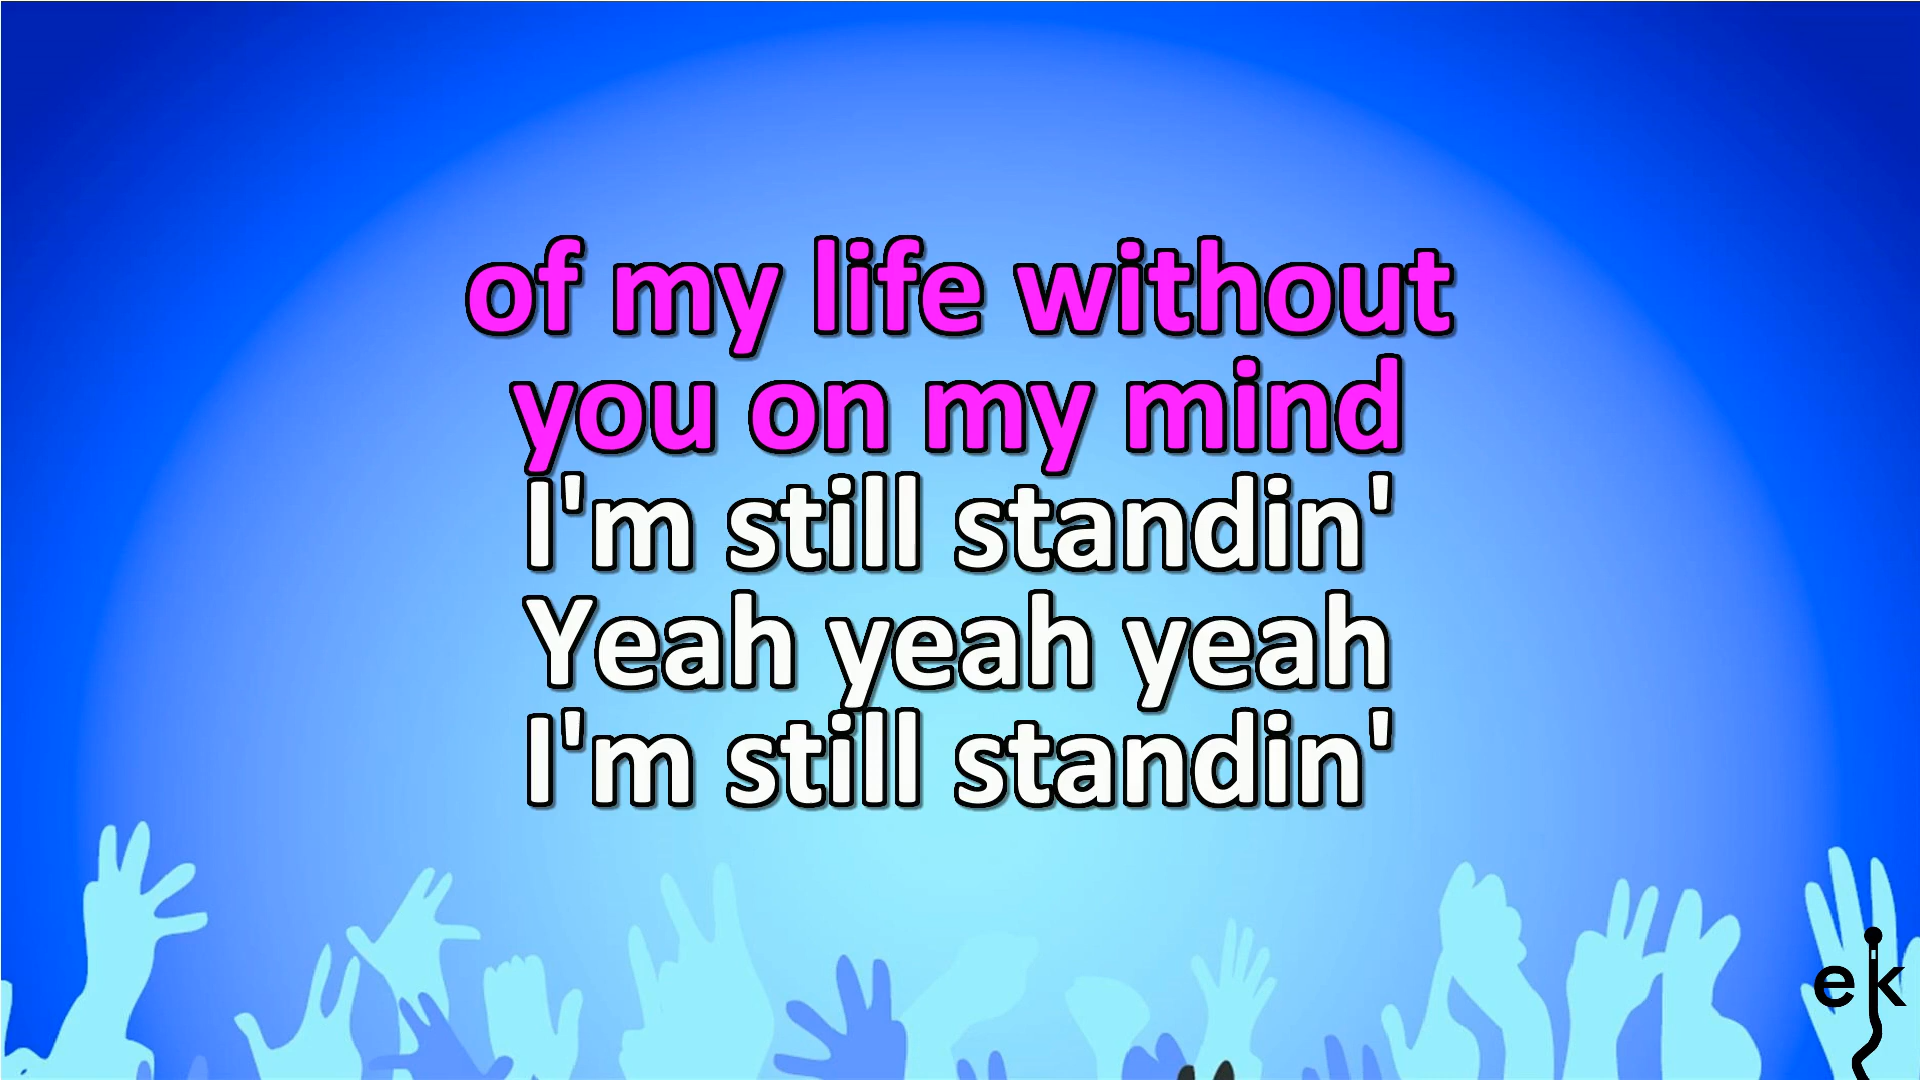 of my life without
you on my mind
I'm still standin'
Yeah yeah yeah
I'm still standin'
ek